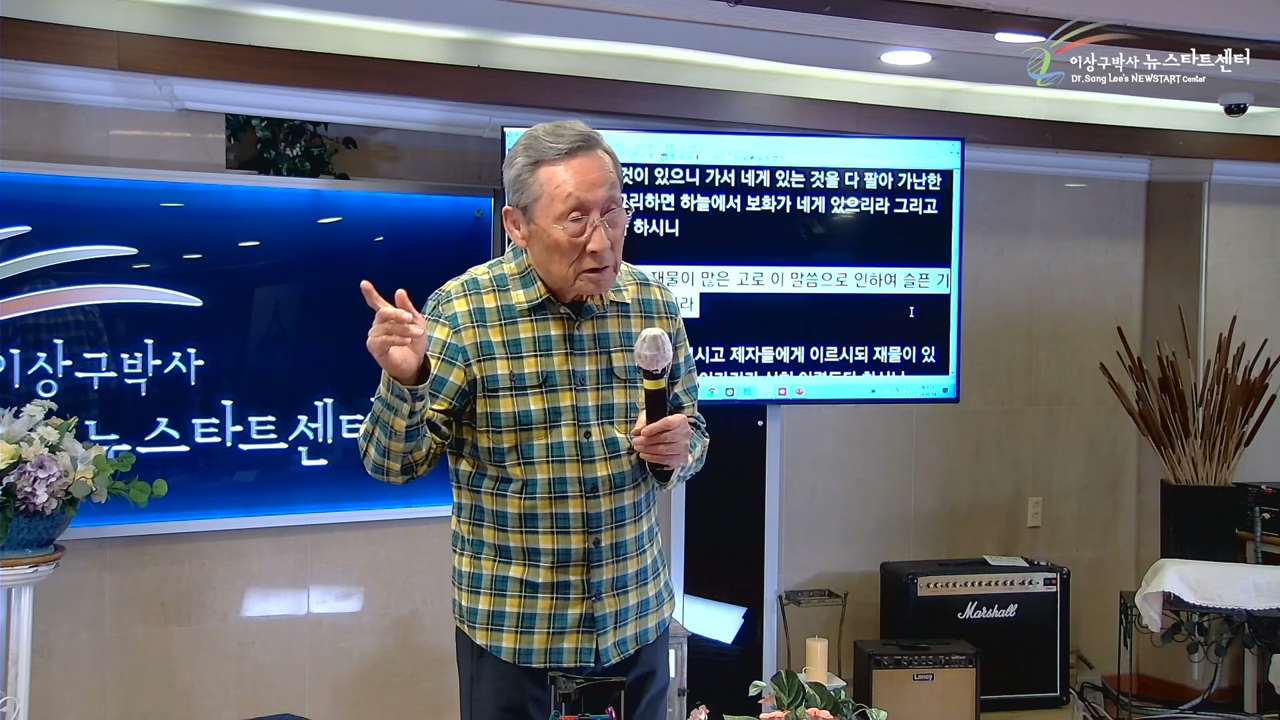 이상구박사 뉴스타트센터
Dr. Sang Lee's NEWSTART Center
것이 있으니 가서 네게 있는 것을 다 팔아 가난한
그리하면 하늘에서 보화가 네게 있으리라 그리고
하시니
재물이 많은 고로 이 말씀으로 인하여 슬픈 기
라
시고 제자들에게 이르시되 재물이 있
이상구박사
뉴스타트센터
Marshall
Laney